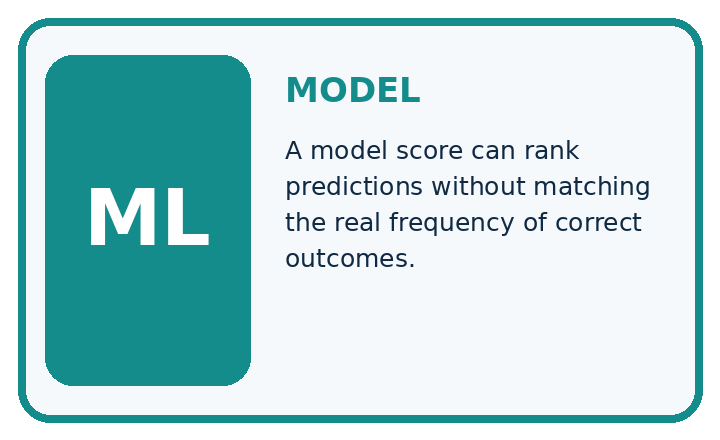 ML
MODEL
A model score can rank
predictions without matching
the real frequency of correct
outcomes.